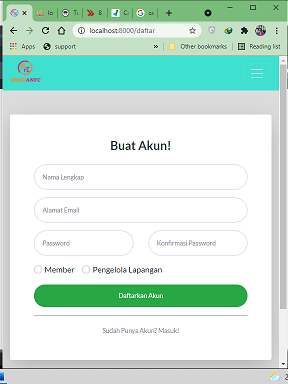 localhost:8000/daftar
Apps support » Other bookmarks Reading list
Buat Akun!
Nama Lengkap
Alamat Email
Password Konfirmasi Password
Member Pengelola Lapangan
Daftarkan Akun
Sudah Punya Akun? Masuk!